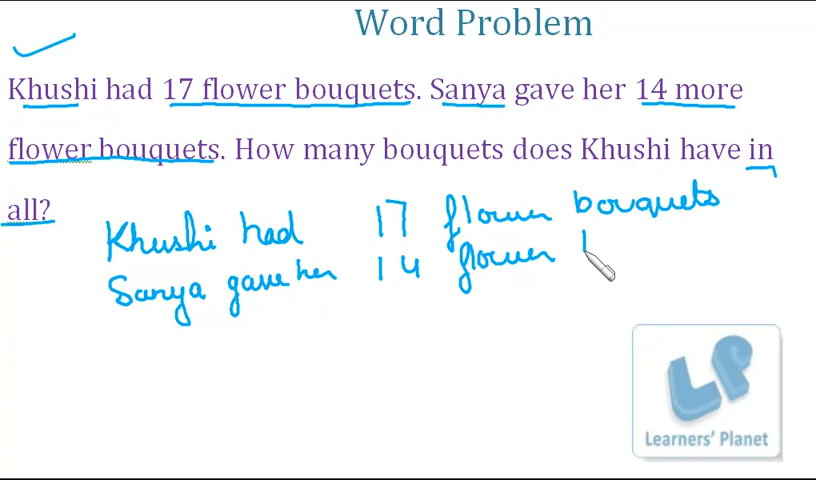 Word Problem
Khushi had 17 flower bouquets. Sanya gave her 14 more
flower bouquets. How many bouquets does Khushi have in
all?
Khushi had 17 flower bouquets
Sanya gave her 14 flower
LP
Learners' Planet